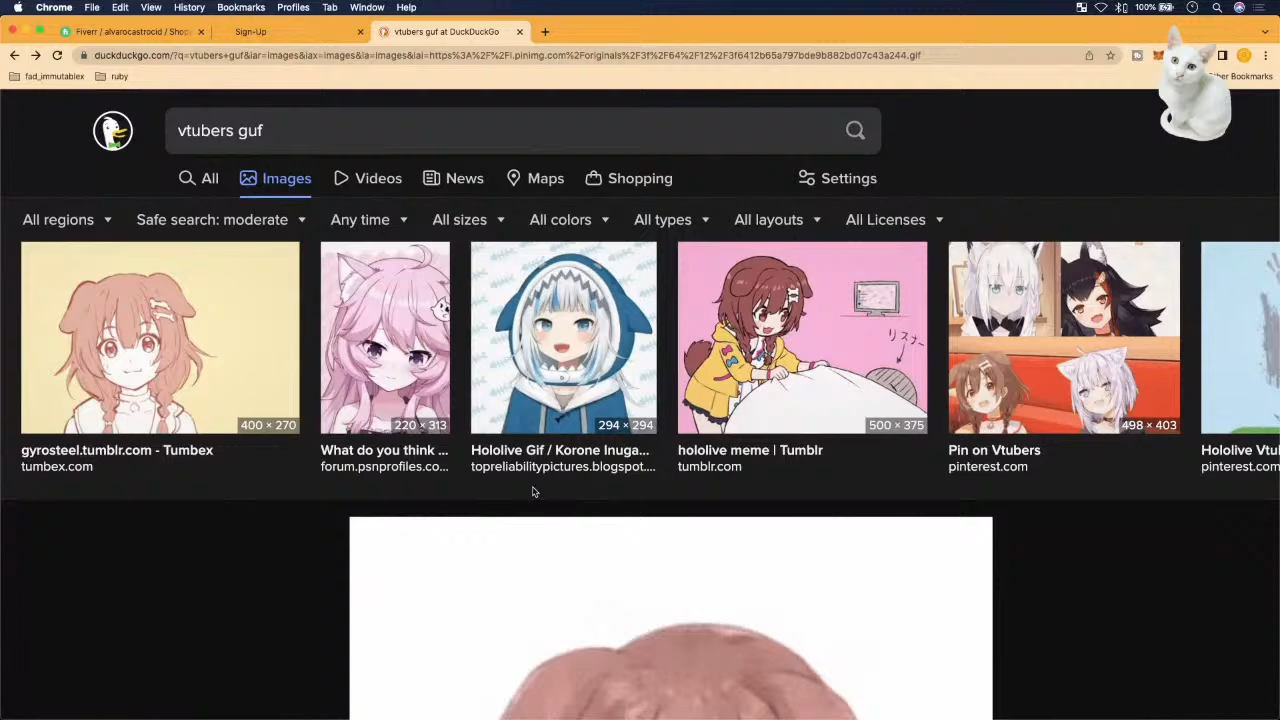 Chrome File Edit View History Bookmarks Profiles Tab Window Help 100%
Fiverr / alvarocastrocid / Shop Sign-Up vtubers guf at DuckDuckGo
duckduckgo.com/?q=vtubers+guf&iar=images&iax=images&ia=images&iai=https%3A%2F%2Fi.pinimg.com%2Foriginals%2F3f%2F64%2F12%2F3f6412b65a797bde9b882bd07c43a244.gif
fad_immutablex ruby Other Bookmarks
vtubers guf
All Images Videos News Maps Shopping Settings
All regions Safe search: moderate Any time All sizes All colors All types All layouts All Licenses
リスナー
400 × 270 220 × 313 294 × 294 500 × 375 498 × 403
gyrosteel.tumblr.com - Tumbex What do you think ... Hololive Gif / Korone Inuga... hololive meme | Tumblr Pin on Vtubers Hololive Vtu
tumbex.com forum.psnprofiles.co... topreliabilitypictures.blogspot.... tumblr.com pinterest.com pinterest.com